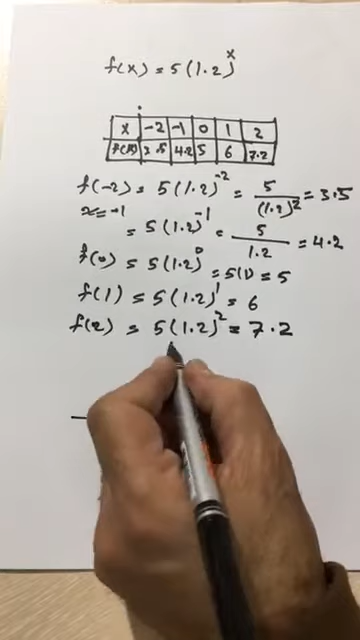 f(x) = 5(1.2)^x
x -2 -1 0 1 2
f(x) 3.5 4.2 5 6 7.2
f(-2) = 5(1.2)^-2 = 5/(1.2)^2 = 3.5
x = -1 = 5(1.2)^-1 = 5/1.2 = 4.2
f(0) = 5(1.2)^0 = 5(1) = 5
f(1) = 5(1.2)^1 = 6
f(2) = 5(1.2)^2 = 7.2